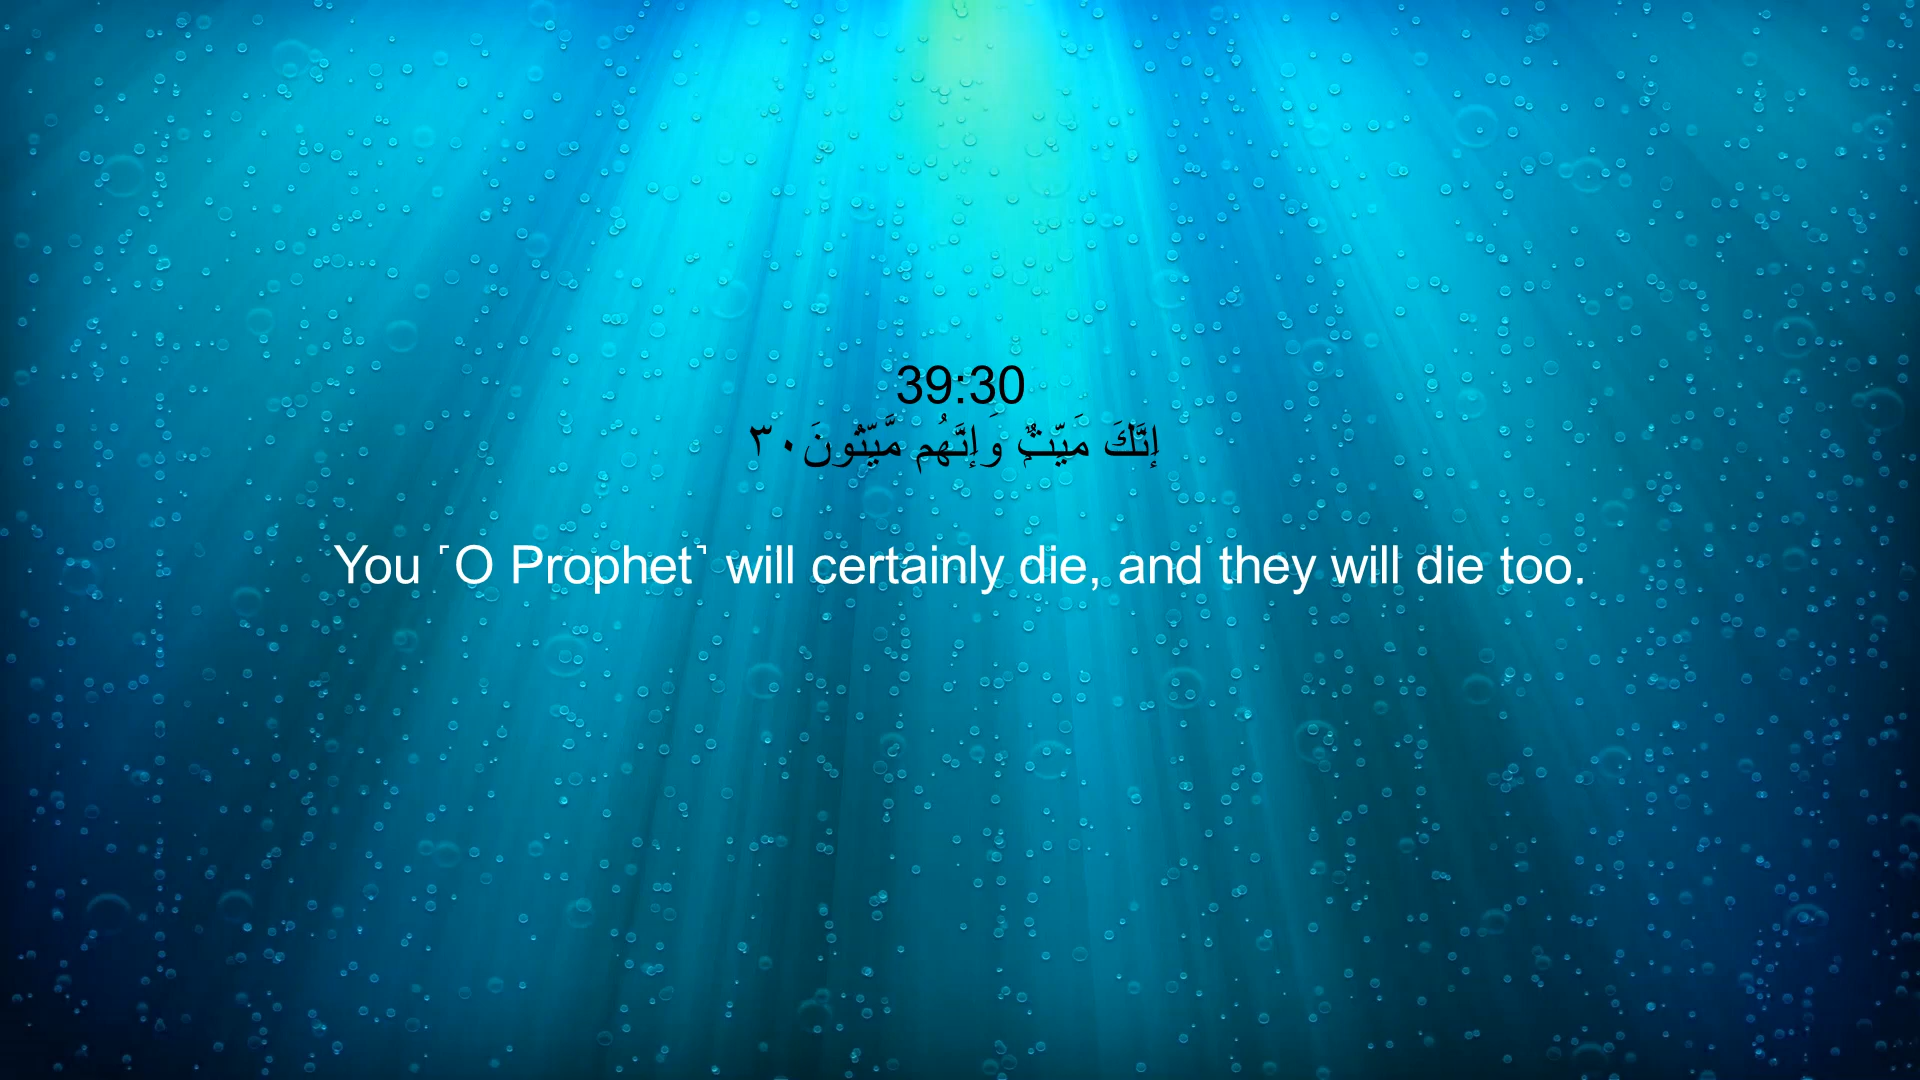 39:30
إِنَّكَ مَيِّتٌ وَإِنَّهُم مَّيِّتُونَ٣٠
You ˹O Prophet˺ will certainly die, and they will die too.